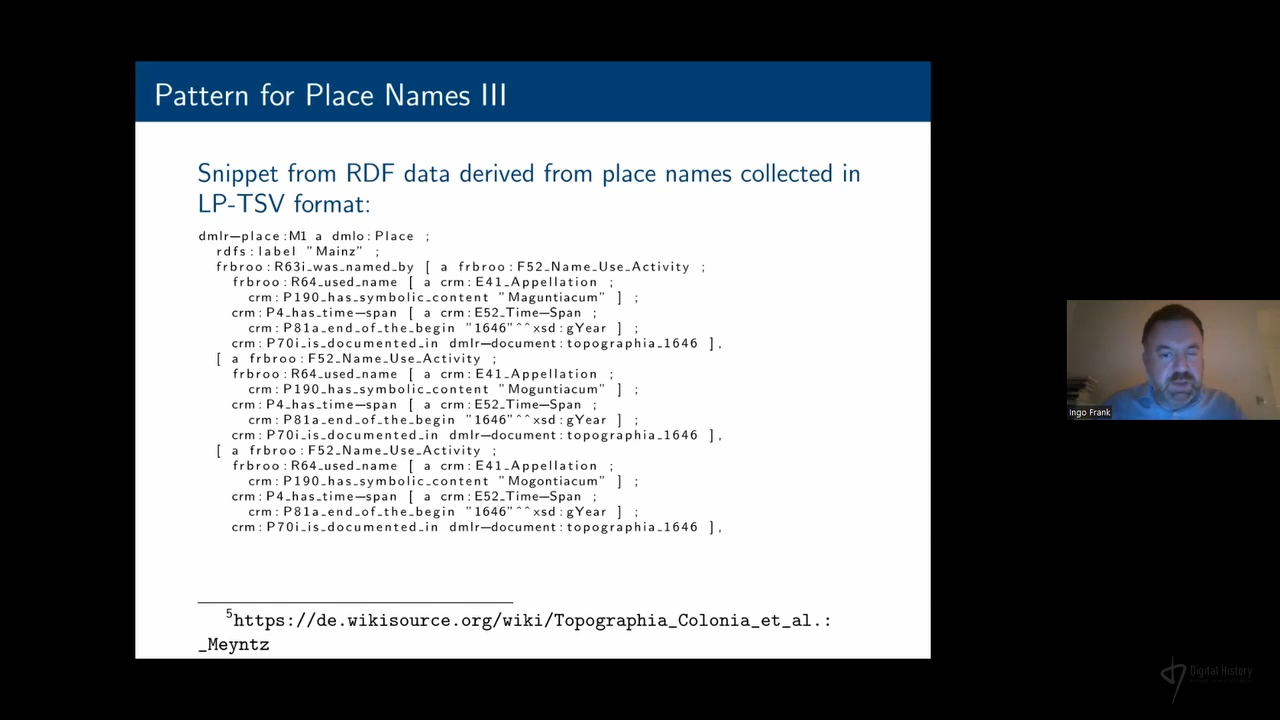 Pattern for Place Names III
Snippet from RDF data derived from place names collected in
LP-TSV format:
dmlr—place:M1 a dmlo:Place ;
rdfs:label "Mainz" ;
frbroo:R63i_was_named_by [ a frbroo:F52_Name_Use_Activity ;
frbroo:R64_used_name [ a crm:E41_Appellation ;
crm:P190_has_symbolic_content "Maguntiacum" ] ;
crm:P4_has_time—span [ a crm:E52_Time—Span ;
crm:P81a_end_of_the_begin "1646"^^xsd:gYear ] ;
crm:P70i_is_documented_in dmlr—document:topographia_1646 ],
[ a frbroo:F52_Name_Use_Activity ;
frbroo:R64_used_name [ a crm:E41_Appellation ;
crm:P190_has_symbolic_content "Moguntiacum" ] ;
crm:P4_has_time—span [ a crm:E52_Time—Span ;
crm:P81a_end_of_the_begin "1646"^^xsd:gYear ] ;
crm:P70i_is_documented_in dmlr—document:topographia_1646 ],
[ a frbroo:F52_Name_Use_Activity ;
frbroo:R64_used_name [ a crm:E41_Appellation ;
crm:P190_has_symbolic_content "Mogontiacum" ] ;
crm:P4_has_time—span [ a crm:E52_Time—Span ;
crm:P81a_end_of_the_begin "1646"^^xsd:gYear ] ;
crm:P70i_is_documented_in dmlr—document:topographia_1646 ],
5https://de.wikisource.org/wiki/Topographia_Colonia_et_al.:
_Meyntz
Ingo Frank
Digital History